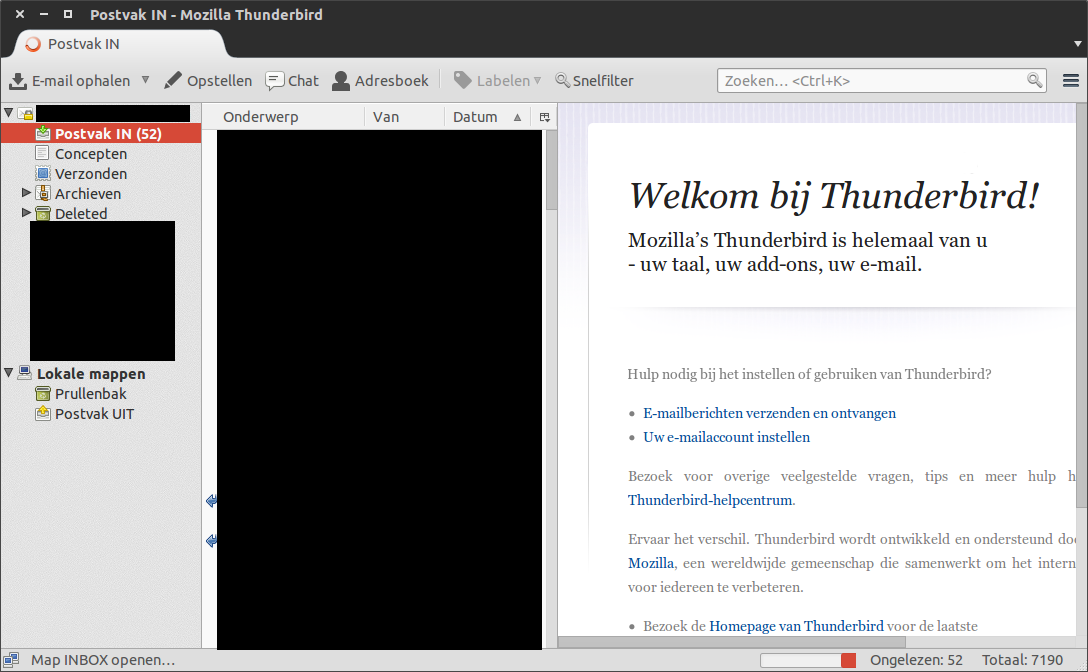 Postvak IN - Mozilla Thunderbird
Postvak IN
E-mail ophalen Opstellen Chat Adresboek Labelen Snelfilter Zoeken... <Ctrl+K>
Onderwerp Van Datum
Postvak IN (52)
Concepten
Verzonden
Archieven
Deleted
Lokale mappen
Prullenbak
Postvak UIT
Welkom bij Thunderbird!
Mozilla's Thunderbird is helemaal van u
- uw taal, uw add-ons, uw e-mail.
Hulp nodig bij het instellen of gebruiken van Thunderbird?
• E-mailberichten verzenden en ontvangen
• Uw e-mailaccount instellen
Bezoek voor overige veelgestelde vragen, tips en meer hulp h
Thunderbird-helpcentrum.
Ervaar het verschil. Thunderbird wordt ontwikkeld en ondersteund doo
Mozilla, een wereldwijde gemeenschap die samenwerkt om het intern
voor iedereen te verbeteren.
• Bezoek de Homepage van Thunderbird voor de laatste
Map INBOX openen... Ongelezen: 52 Totaal: 7190